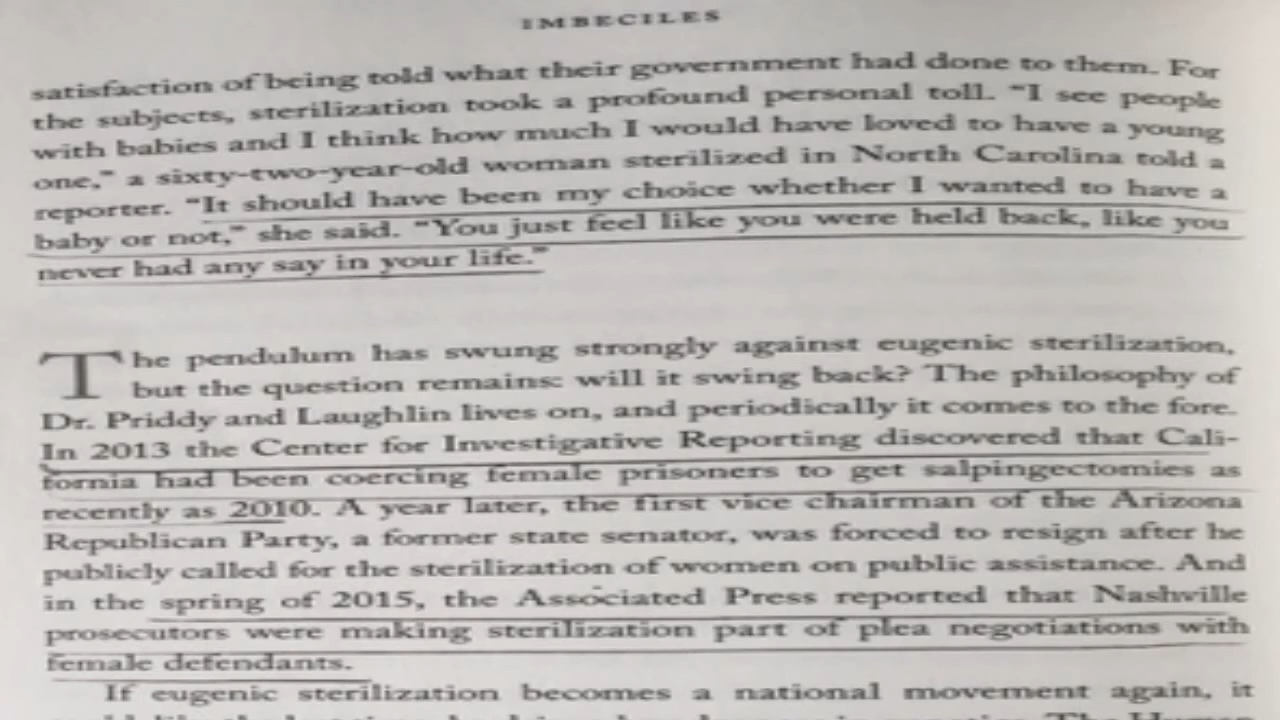 IMBECILES
satisfaction of being told what their government had done to them. For
the subjects, sterilization took a profound personal toll. "I see people
with babies and I think how much I would have loved to have a young
one," a sixty-two-year-old woman sterilized in North Carolina told a
reporter. "It should have been my choice whether I wanted to have a
baby or not," she said. "You just feel like you were held back, like you
never had any say in your life."
The pendulum has swung strongly against eugenic sterilization,
but the question remains: will it swing back? The philosophy of
Dr. Priddy and Laughlin lives on, and periodically it comes to the fore.
In 2013 the Center for Investigative Reporting discovered that Cali-
fornia had been coercing female prisoners to get salpingectomies as
recently as 2010. A year later, the first vice chairman of the Arizona
Republican Party, a former state senator, was forced to resign after he
publicly called for the sterilization of women on public assistance. And
in the spring of 2015, the Associated Press reported that Nashville
prosecutors were making sterilization part of plea negotiations with
female defendants.
If eugenic sterilization becomes a national movement again, it